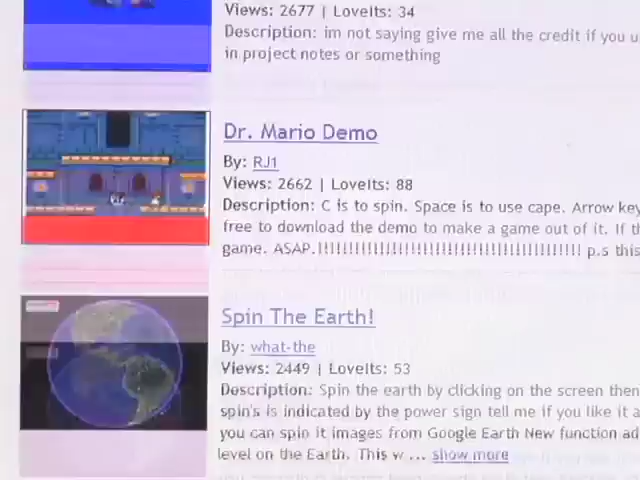 Views: 2677 | LoveIts: 34
Description: im not saying give me all the credit if you u
in project notes or something
Dr. Mario Demo
By: RJ1
Views: 2662 | LoveIts: 88
Description: C is to spin. Space is to use cape. Arrow key
free to download the demo to make a game out of it. If th
game. ASAP.!!!!!!!!!!!!!!!!!!!!!!!!!!!!!!!!!!!!!!!!!!! p.s this
Spin The Earth!
By: what-the
Views: 2449 | LoveIts: 53
Description: Spin the earth by clicking on the screen then
spin's is indicated by the power sign tell me if you like it a
you can spin it images from Google Earth New function ad
level on the Earth. This w ... show more